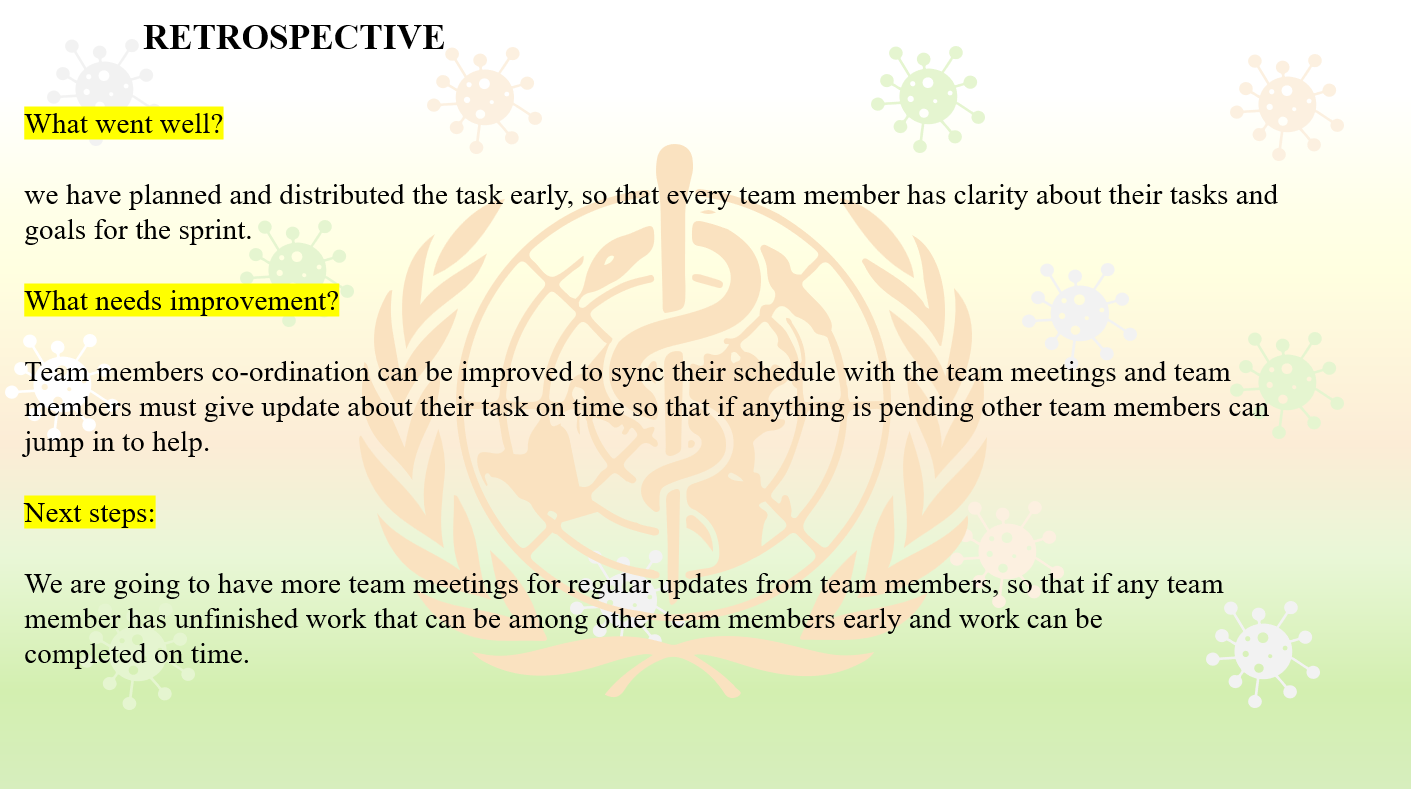 RETROSPECTIVE
What went well?
we have planned and distributed the task early, so that every team member has clarity about their tasks and
goals for the sprint.
What needs improvement?
Team members co-ordination can be improved to sync their schedule with the team meetings and team
members must give update about their task on time so that if anything is pending other team members can
jump in to help.
Next steps:
We are going to have more team meetings for regular updates from team members, so that if any team
member has unfinished work that can be among other team members early and work can be
completed on time.